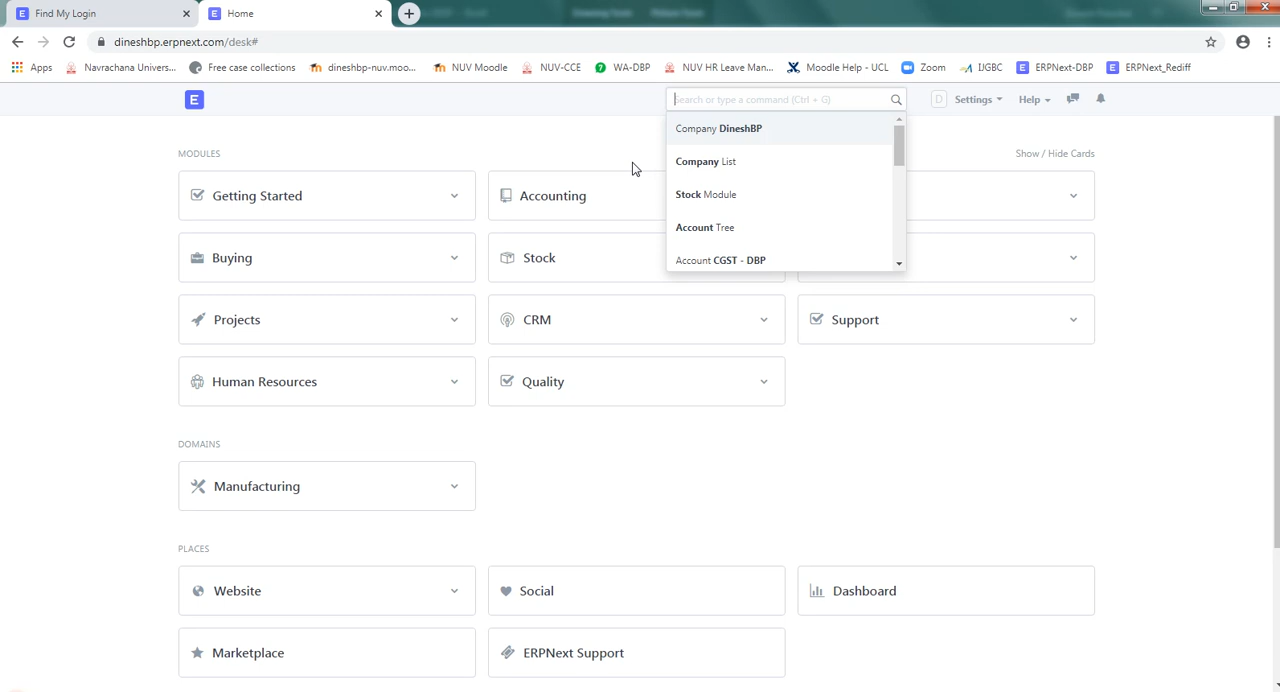 Find My Login
Home
dineshbp.erpnext.com/desk#
Apps
Navrachana Univers...
Free case collections
dineshbp-nuv.moo...
NUV Moodle
NUV-CCE
WA-DBP
NUV HR Leave Man...
Moodle Help - UCL
Zoom
IJGBC
ERPNext-DBP
ERPNext_Rediff
E
Search or type a command (Ctrl + G)
D
Settings
Help
Company DineshBP
Company List
Stock Module
Account Tree
Account CGST - DBP
MODULES
Show / Hide Cards
Getting Started
Accounting
Buying
Stock
Projects
CRM
Support
Human Resources
Quality
DOMAINS
Manufacturing
PLACES
Website
Social
Dashboard
Marketplace
ERPNext Support